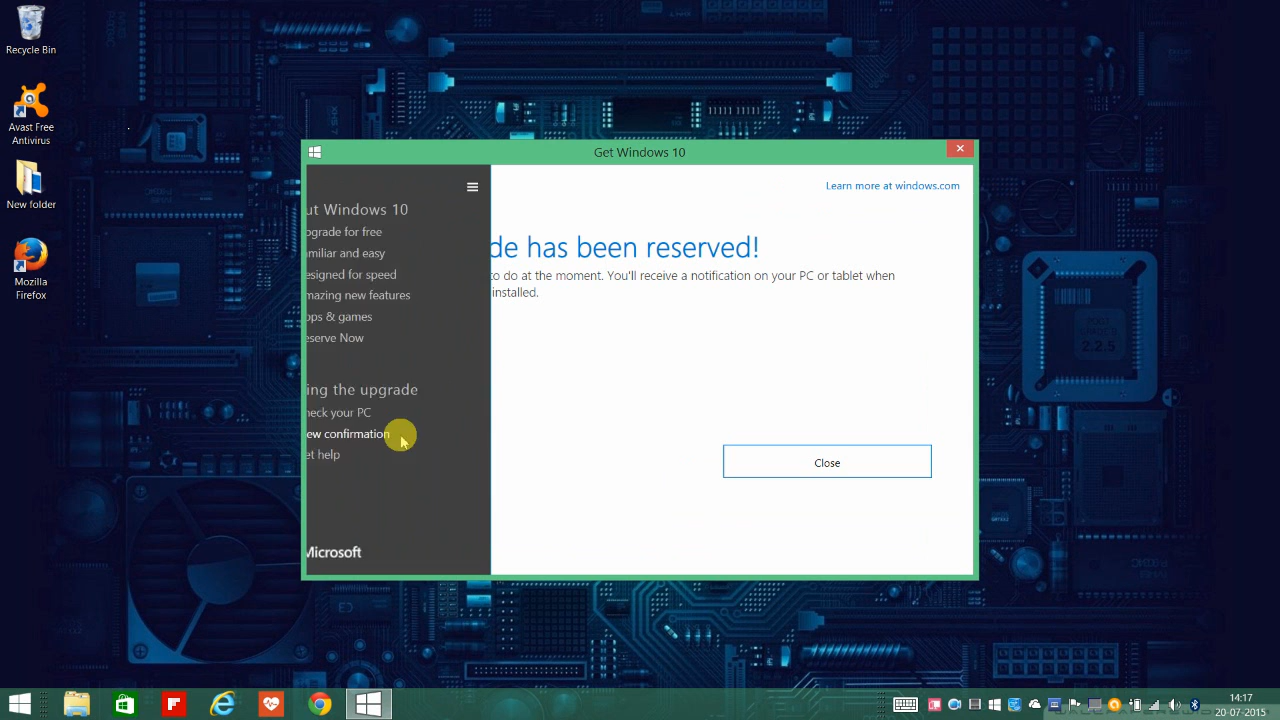 Recycle Bin
Avast Free
Antivirus
New folder
Mozilla
Firefox
Get Windows 10
ut Windows 10
pgrade for free
miliar and easy
esigned for speed
mazing new features
pps & games
eserve Now
ing the upgrade
heck your PC
ew confirmation
et help
Microsoft
Learn more at windows.com
de has been reserved!
o do at the moment. You'll receive a notification on your PC or tablet when
installed.
Close
2.2.5
14:17
20-07-2015